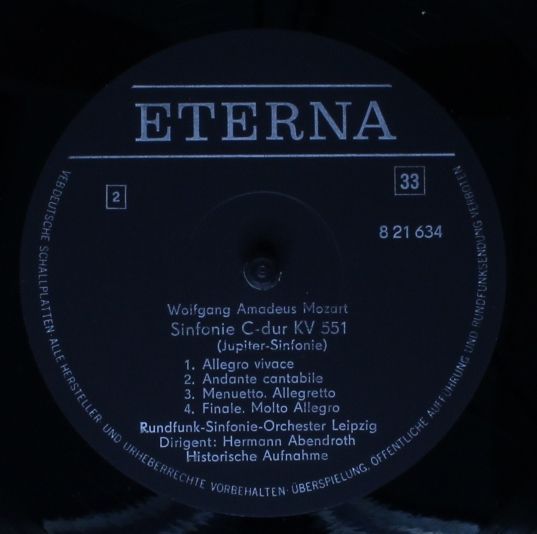 ETERNA
2
33
8 21 634
Wolfgang Amadeus Mozart
Sinfonie C-dur KV 551
(Jupiter-Sinfonie)
1. Allegro vivace
2. Andante cantabile
3. Menuetto. Allegretto
4. Finale. Molto Allegro
Rundfunk-Sinfonie-Orchester Leipzig
Dirigent: Hermann Abendroth
Historische Aufnahme
VEB DEUTSCHE SCHALLPLATTEN · ALLE HERSTELLER UND URHEBERRECHTE VORBEHALTEN · ÜBERSPIELUNG, ÖFFENTLICHE AUFFÜHRUNG UND RUNDFUNKSENDUNG VERBOTEN